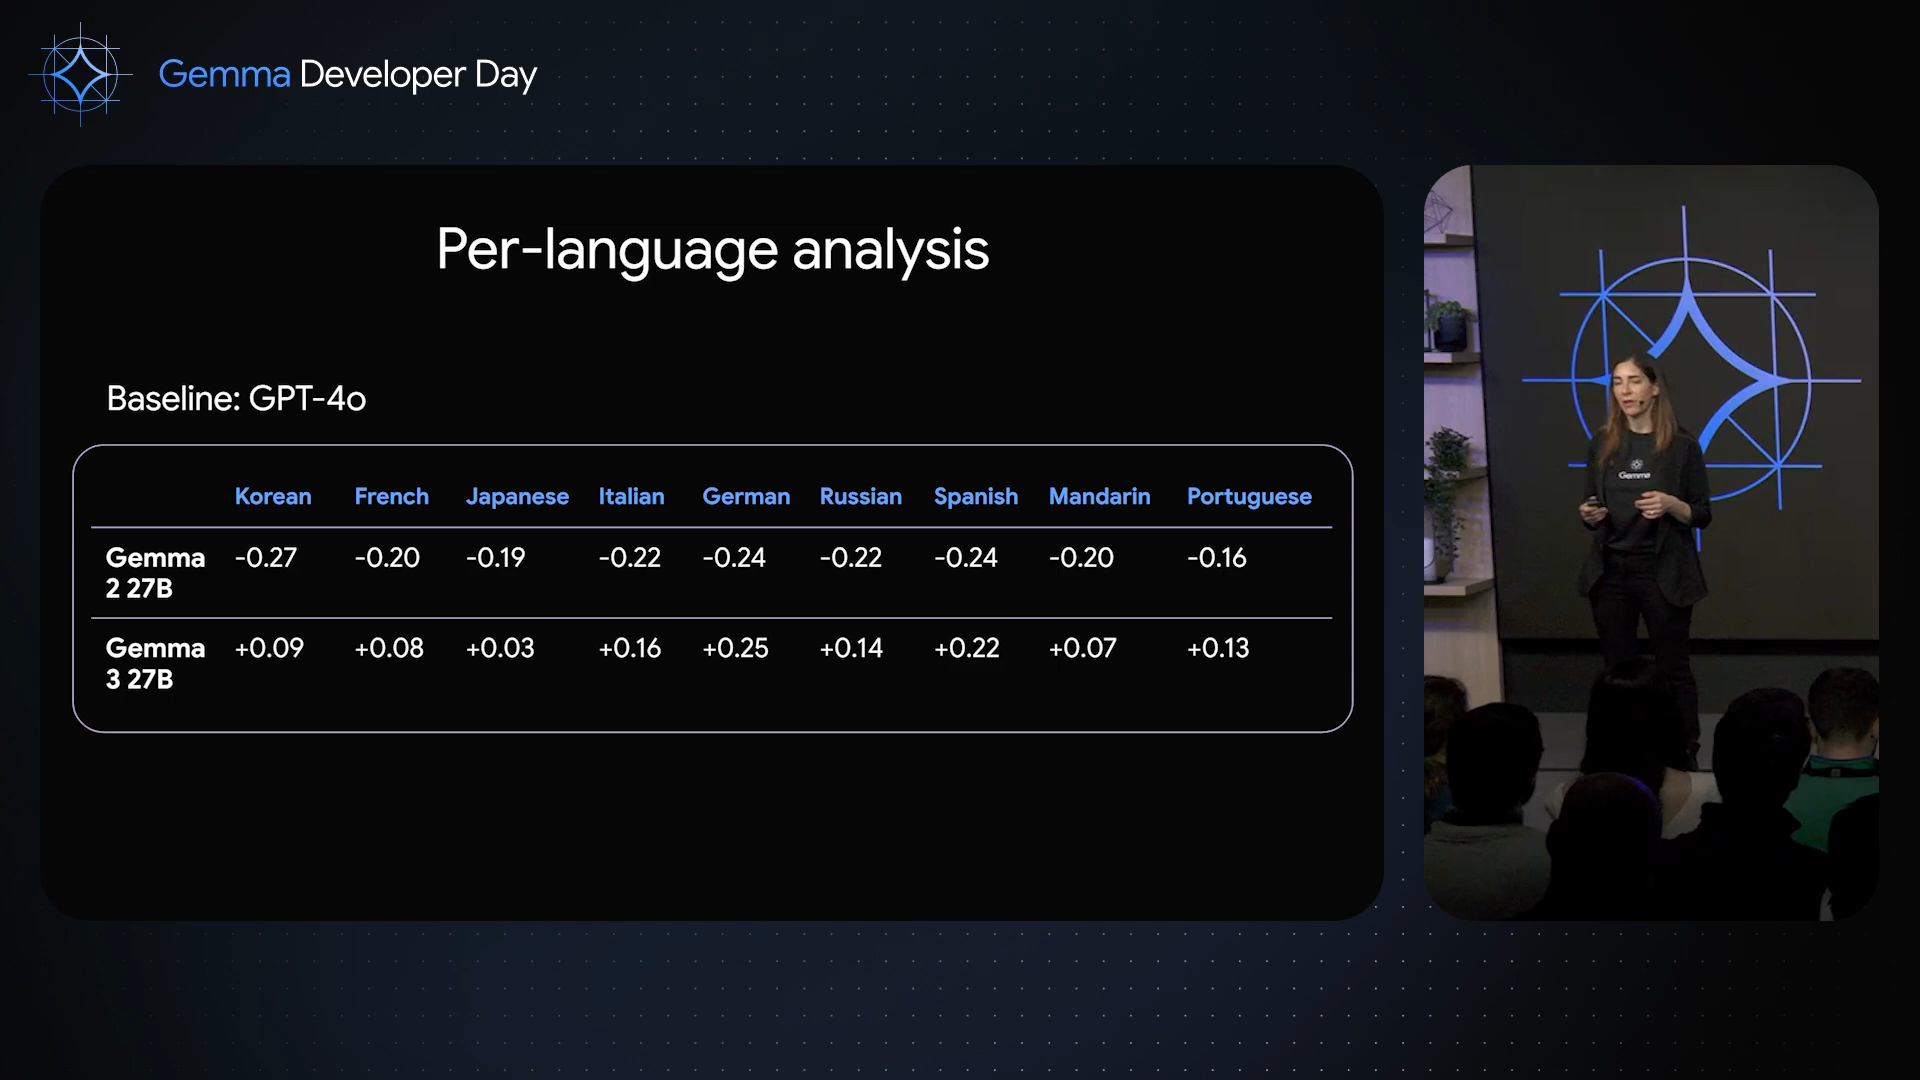 Gemma Developer Day
Per-language analysis
Baseline: GPT-4o
Korean French Japanese Italian German Russian Spanish Mandarin Portuguese
Gemma 2 27B -0.27 -0.20 -0.19 -0.22 -0.24 -0.22 -0.24 -0.20 -0.16
Gemma 3 27B +0.09 +0.08 +0.03 +0.16 +0.25 +0.14 +0.22 +0.07 +0.13
Gemma